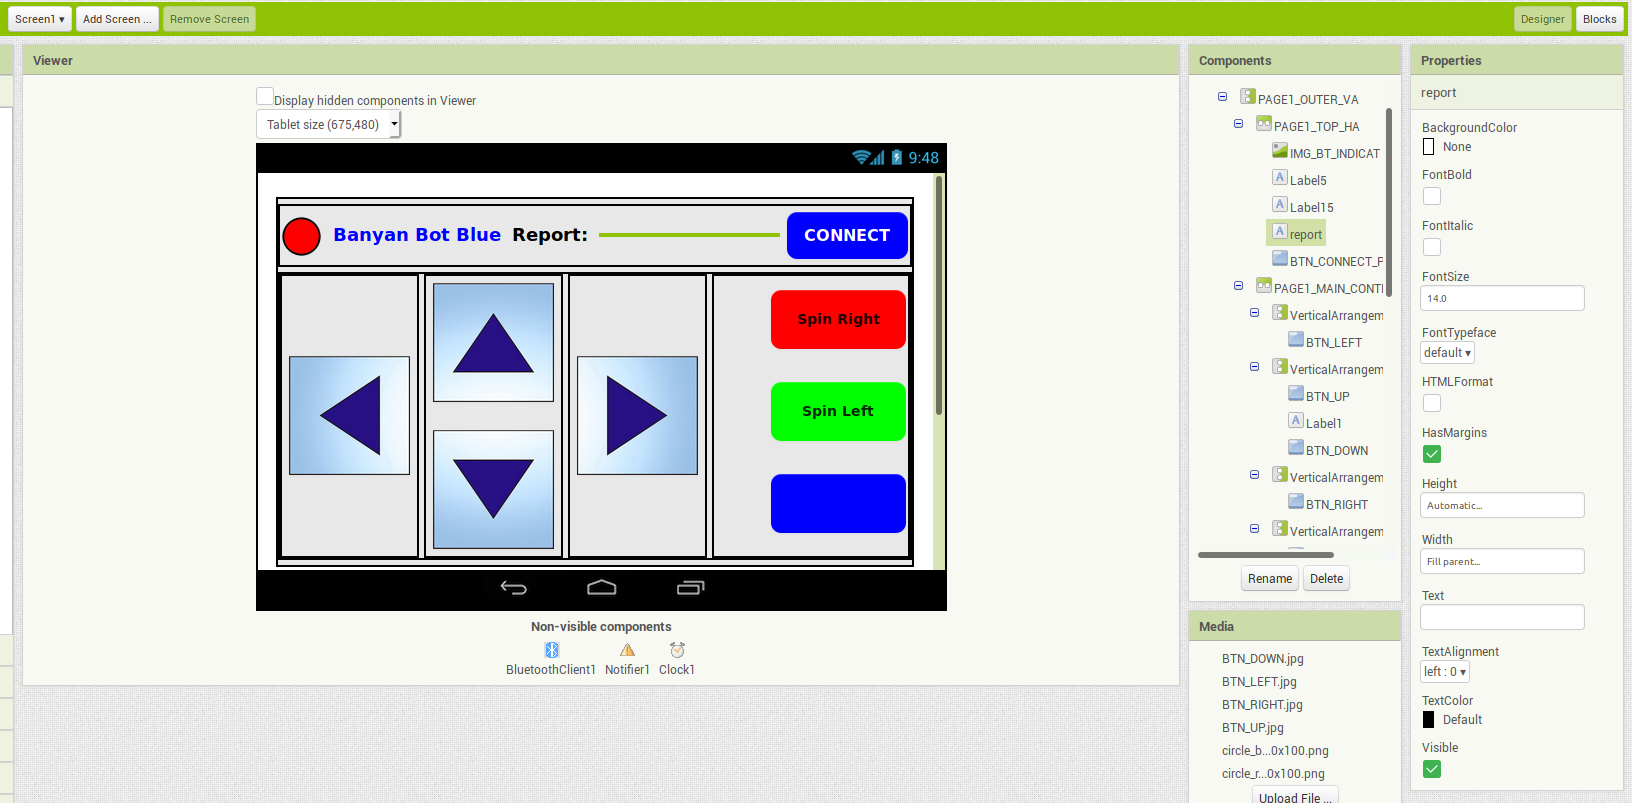 Screen1 ▾ Add Screen ... Remove Screen Designer Blocks
Viewer
Display hidden components in Viewer
Tablet size (675,480)
9:48
Banyan Bot Blue Report: CONNECT
Spin Right
Spin Left
Non-visible components
BluetoothClient1 Notifier1 Clock1
Components
PAGE1_OUTER_VA
PAGE1_TOP_HA
IMG_BT_INDICAT
Label5
Label15
report
BTN_CONNECT_F
PAGE1_MAIN_CONT
VerticalArrangem
BTN_LEFT
VerticalArrangem
BTN_UP
Label1
BTN_DOWN
VerticalArrangem
BTN_RIGHT
VerticalArrangem
Rename Delete
Media
BTN_DOWN.jpg
BTN_LEFT.jpg
BTN_RIGHT.jpg
BTN_UP.jpg
circle_b...0x100.png
circle_r...0x100.png
Upload File ...
Properties
report
BackgroundColor
None
FontBold
FontItalic
FontSize
14.0
FontTypeface
default ▾
HTMLFormat
HasMargins
Height
Automatic...
Width
Fill parent...
Text
TextAlignment
left : 0 ▾
TextColor
Default
Visible